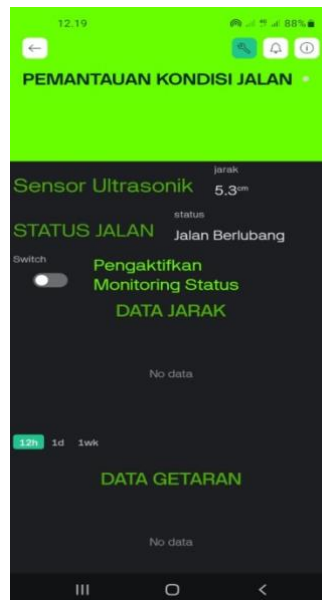 12.19
88%
PEMANTAUAN KONDISI JALAN
jarak
Sensor Ultrasonik 5.3cm
status
STATUS JALAN Jalan Berlubang
Switch
Pengaktifkan
Monitoring Status
DATA JARAK
No data
12h 1d 1wk
DATA GETARAN
No data